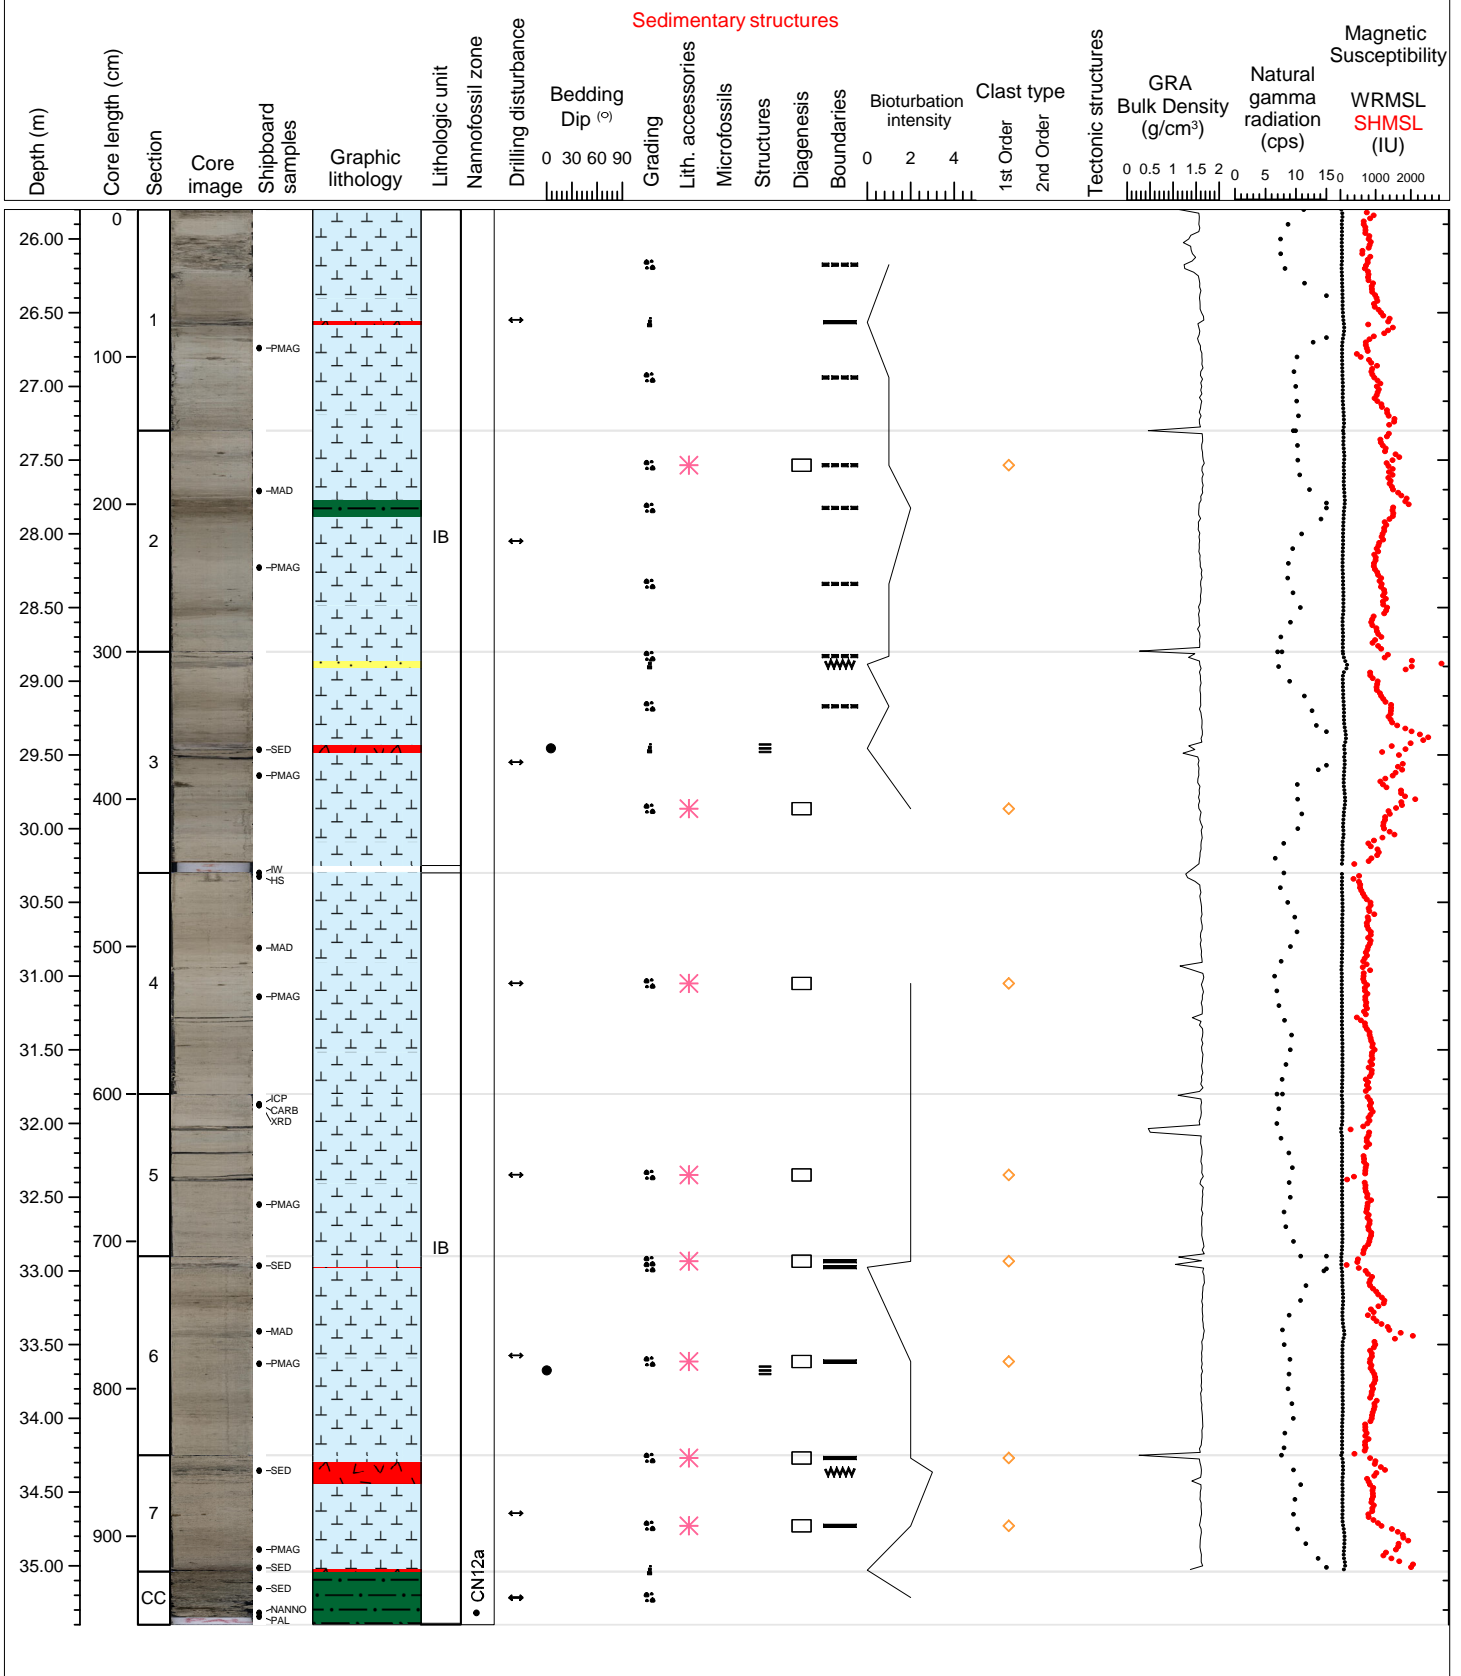 Sedimentary structures
Depth (m)
Core length (cm)
Section
Core
image
Shipboard
samples
Graphic
lithology
Lithologic unit
Nannofossil zone
Drilling disturbance
Bedding
Dip (o)
0 30 60 90
Grading
Lith. accessories
Microfossils
Structures
Diagenesis
Boundaries
Bioturbation
intensity
0 2 4
Clast type
1st Order
2nd Order
Tectonic structures
GRA
Bulk Density
(g/cm³)
0 0.5 1 1.5 2
Natural
gamma
radiation
(cps)
0 5 10 15
Magnetic
Susceptibility
WRMSL
SHMSL
(IU)
0 1000 2000
0
26.00
26.50
1
PMAG
100
27.00
27.50
MAD
200
28.00
2
IB
PMAG
28.50
300
29.00
SED
29.50
3
PMAG
400
30.00
IW
HS
30.50
500
MAD
31.00
4
PMAG
31.50
600
ICP
CARB
XRD
32.00
5
32.50
PMAG
700
IB
SED
33.00
MAD
33.50
6
PMAG
800
34.00
SED
34.50
7
900
PMAG
SED
35.00
CC
SED
NANNO
PAL
CN12a